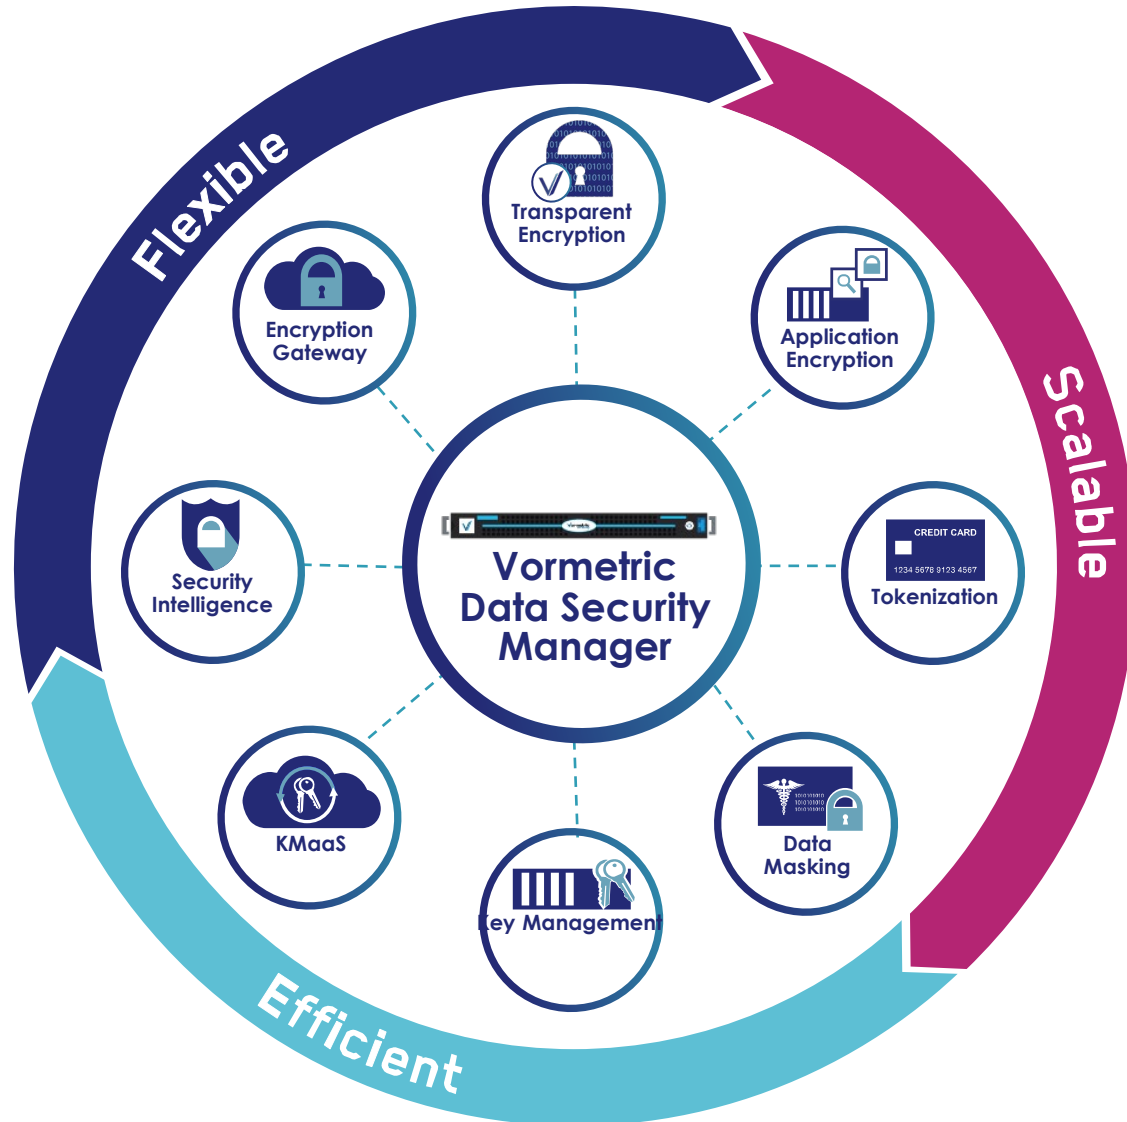 Flexible
Scalable
Efficient
Transparent
Encryption
Application
Encryption
CREDIT CARD
1234 5678 9123 4567
Tokenization
Data
Masking
Key Management
KMaaS
Security
Intelligence
Encryption
Gateway
Vormetric
Vormetric
Data Security
Manager